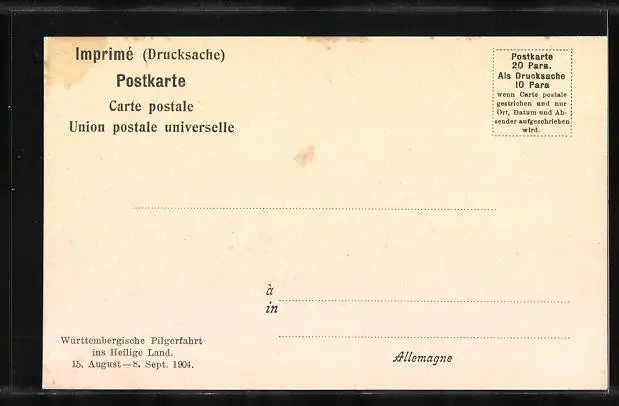 Imprimé (Drucksache)
Postkarte
Carte postale
Union postale universelle
Postkarte
20 Para.
Als Drucksache
10 Para
wenn Carte postale
gestrichen und nur
Ort, Datum und Ab-
sender aufgeschrieben
wird.
à
in
Allemagne
Württembergische Pilgerfahrt
ins Heilige Land.
15. August—8. Sept. 1904.